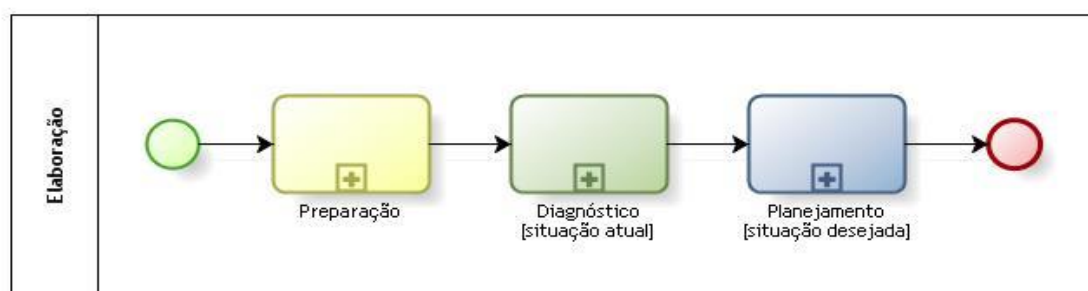 Elaboração
Preparação
Diagnóstico
[situação atual]
Planejamento
[situação desejada]